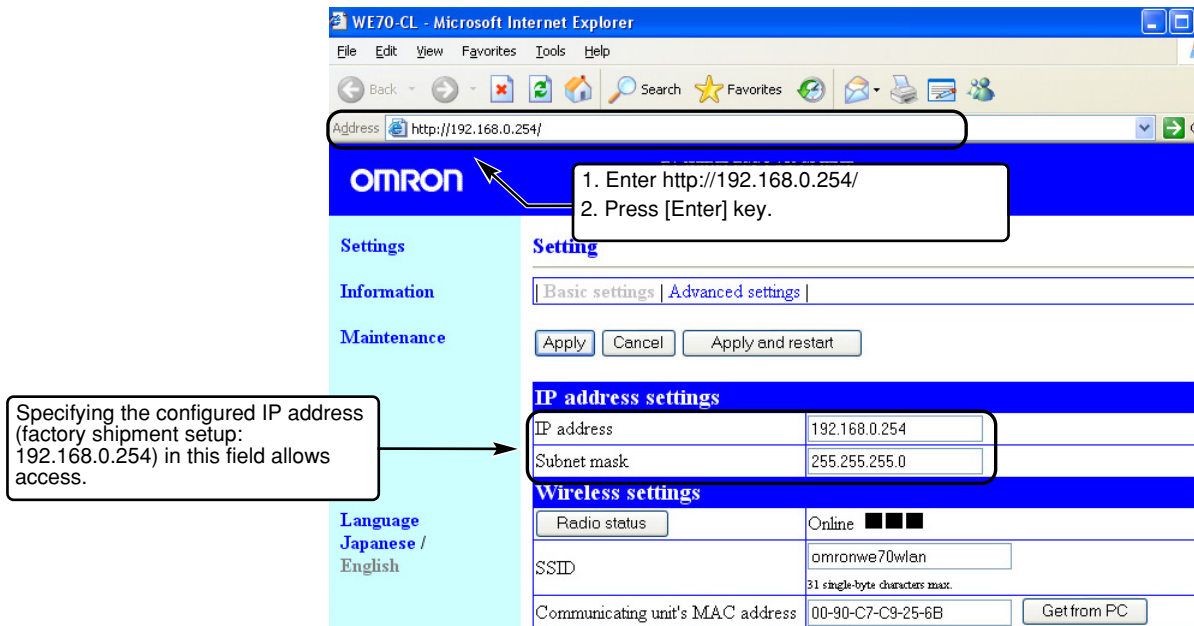 WE70-CL - Microsoft Internet Explorer
File Edit View Favorites Tools Help
Back Search Favorites
Address http://192.168.0.254/
OMRON
1. Enter http://192.168.0.254/
2. Press [Enter] key.
Settings
Information
Maintenance
Setting
| Basic settings | Advanced settings |
Apply Cancel Apply and restart
Specifying the configured IP address
(factory shipment setup:
192.168.0.254) in this field allows
access.
IP address settings
IP address 192.168.0.254
Subnet mask 255.255.255.0
Wireless settings
Radio status Online
SSID omronwe70wlan
31 single-byte characters max.
Communicating unit's MAC address 00-90-C7-C9-25-6B Get from PC
Language
Japanese /
English